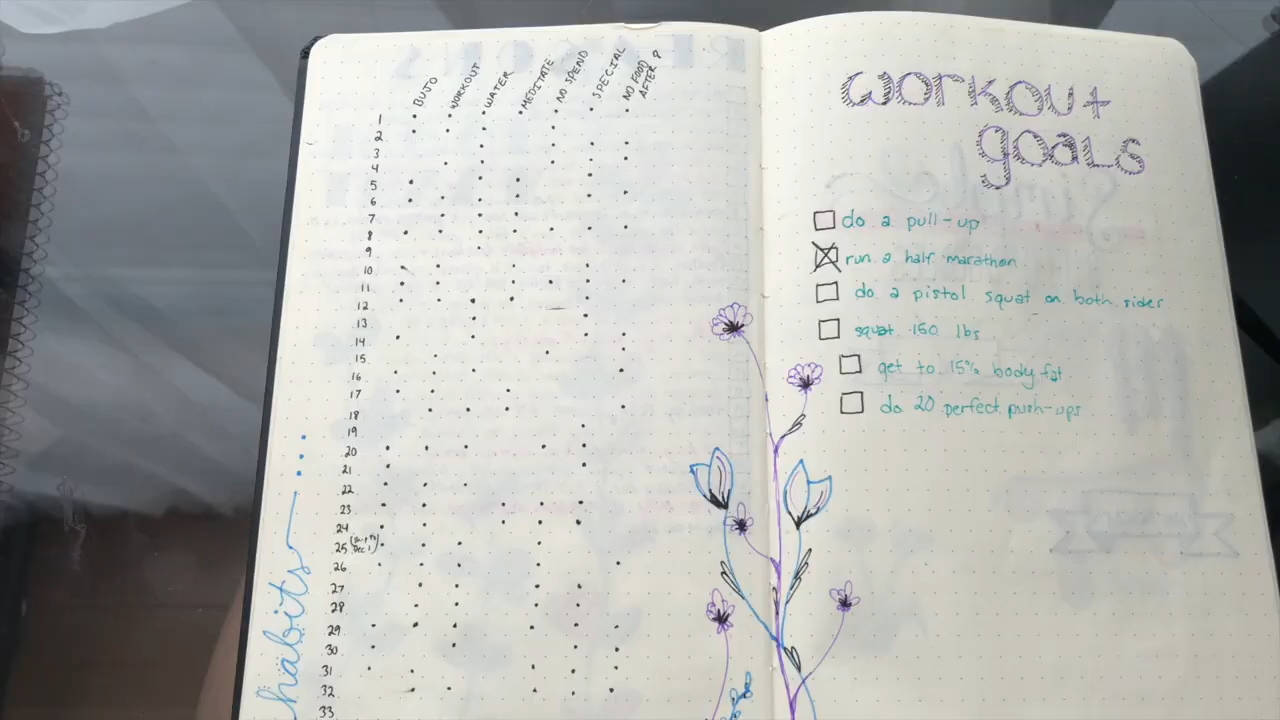 BUJO
WORKOUT
WATER
MEDITATE
NO SPEND
SPECIAL
NO FOOD
AFTER 9
1
2
3
4
5
6
7
8
9
10
11
12
13
14
15
16
17
18
19
20
21
22
23
24
25
26
27
28
29
30
31
32
33
habits
workout
goals
do a pull-up
run a half marathon
do a pistol squat on both sides
squat 150 lbs
get to 15% body fat
do 20 perfect push-ups